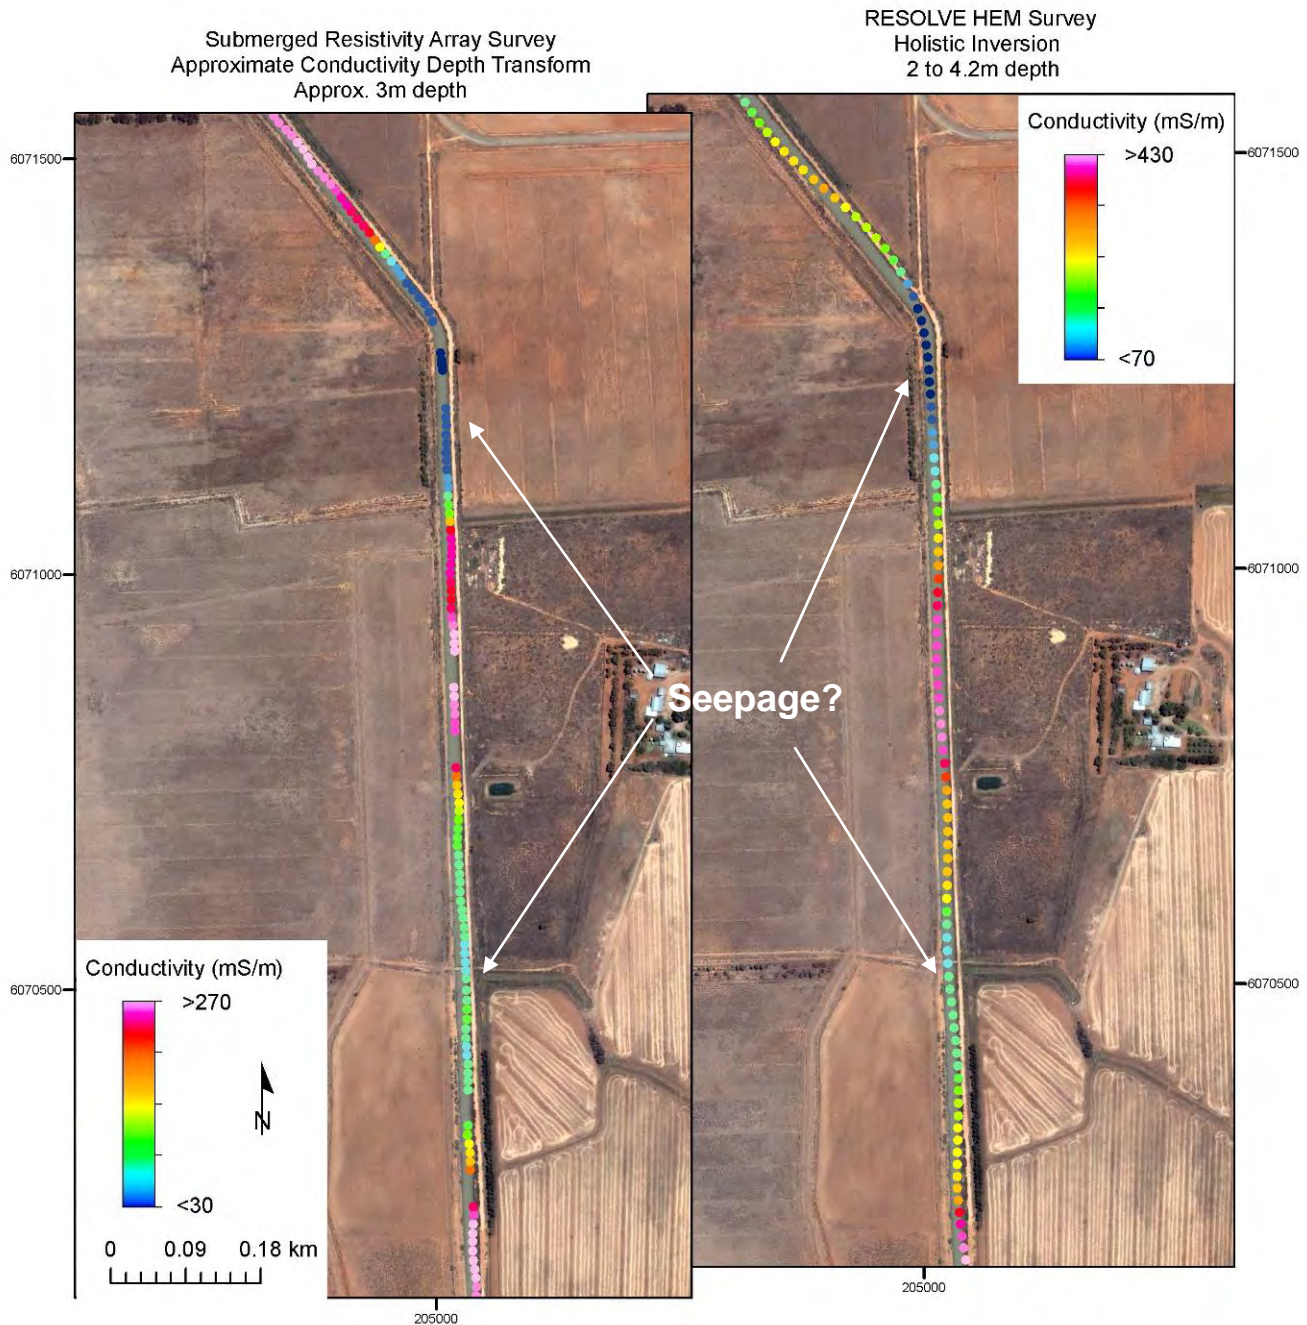 Submerged Resistivity Array Survey
Approximate Conductivity Depth Transform
Approx. 3m depth
RESOLVE HEM Survey
Holistic Inversion
2 to 4.2m depth
Conductivity (mS/m)
>430
<70
6071500
6071500
6071000
6071000
Seepage?
6070500
6070500
Conductivity (mS/m)
>270
<30
N
0 0.09 0.18 km
205000
205000